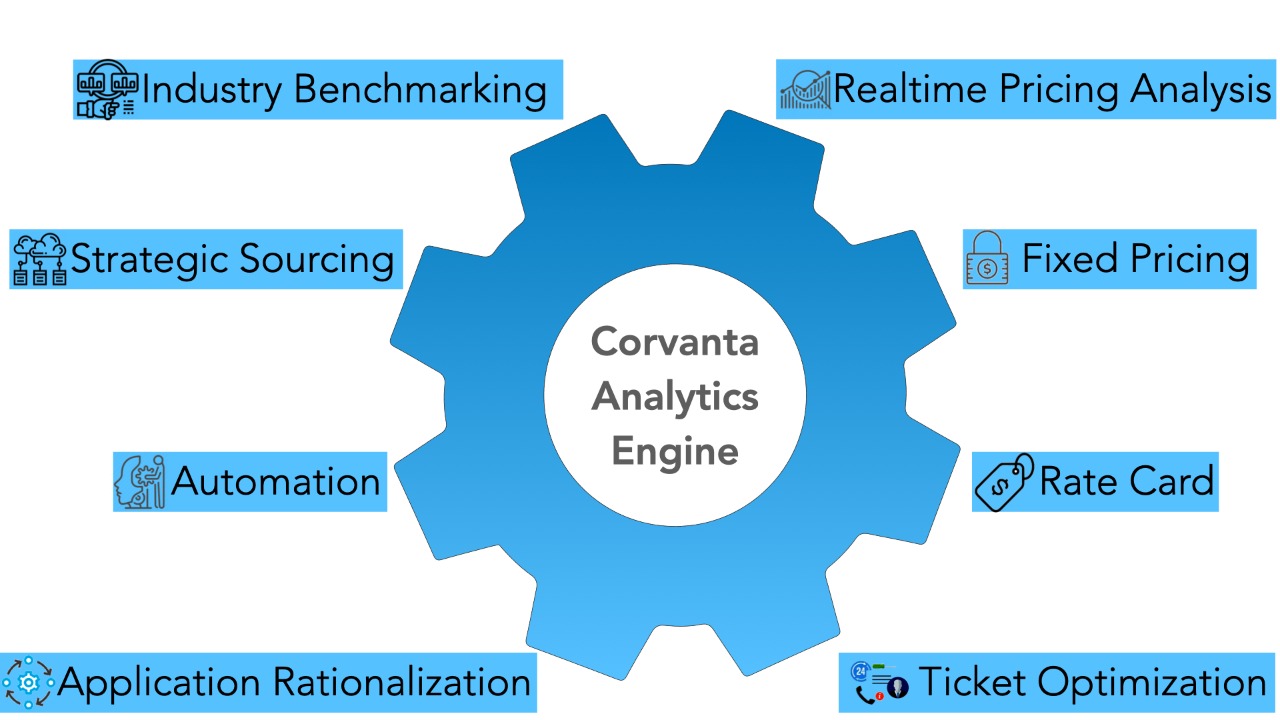 Industry Benchmarking
Realtime Pricing Analysis
Strategic Sourcing
Fixed Pricing
Corvanta
Analytics
Engine
Automation
Rate Card
Application Rationalization
24
Ticket Optimization